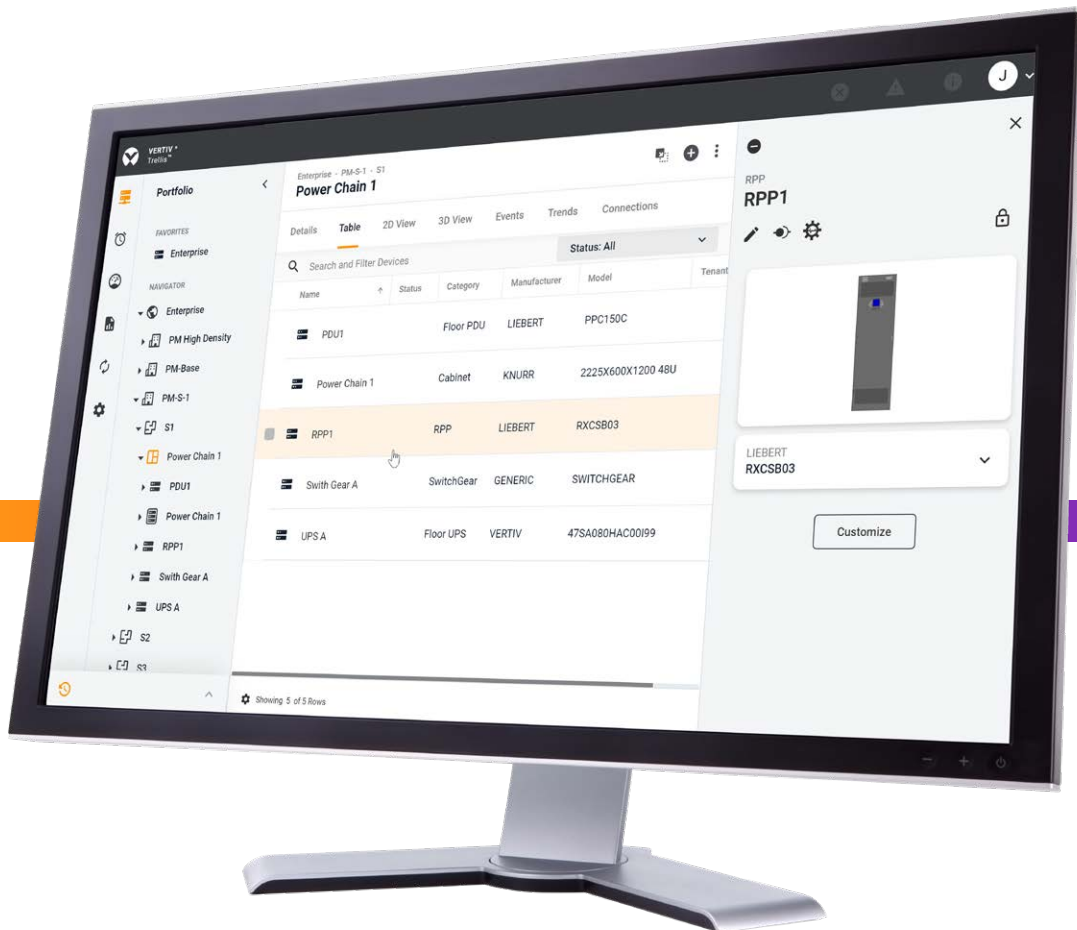 VERTIV
Trellis™
J
Portfolio
FAVORITES
Enterprise
NAVIGATOR
Enterprise
PM High Density
PM-Base
PM-S-1
S1
Power Chain 1
PDU1
Power Chain 1
RPP1
Swith Gear A
UPS A
S2
S3
Enterprise - PM-S-1 - S1
Power Chain 1
Details Table 2D View 3D View Events Trends Connections
Search and Filter Devices Status: All
Name Status Category Manufacturer Model Tenant
PDU1 Floor PDU LIEBERT PPC150C
Power Chain 1 Cabinet KNURR 2225X600X1200 48U
RPP1 RPP LIEBERT RXCSB03
Swith Gear A SwitchGear GENERIC SWITCHGEAR
UPS A Floor UPS VERTIV 47SA080HAC00I99
Showing 5 of 5 Rows
RPP
RPP1
LIEBERT
RXCSB03
Customize